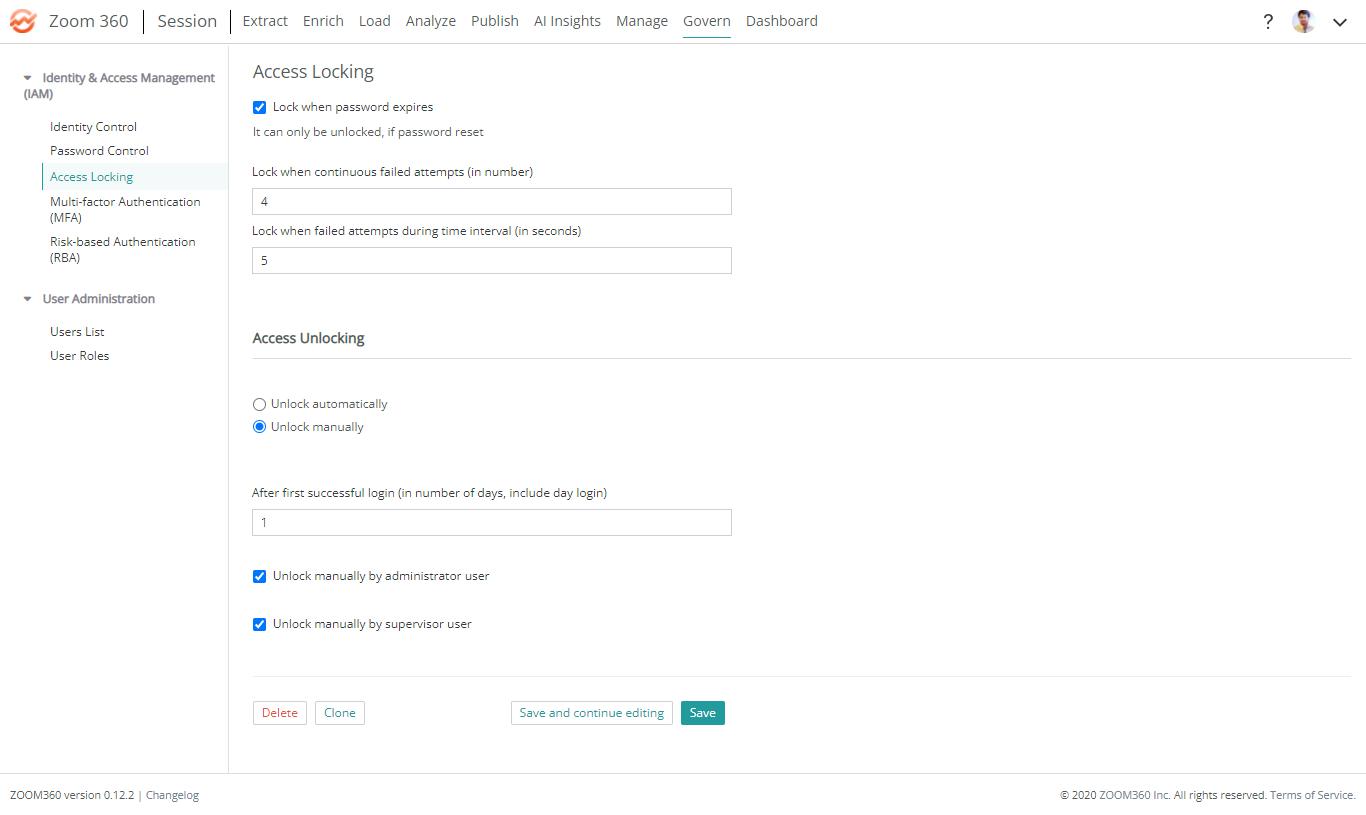 Zoom 360 Session Extract Enrich Load Analyze Publish AI Insights Manage Govern Dashboard ?
Identity & Access Management
(IAM)
Identity Control
Password Control
Access Locking
Multi-factor Authentication
(MFA)
Risk-based Authentication
(RBA)
User Administration
Users List
User Roles
Access Locking
Lock when password expires
It can only be unlocked, if password reset
Lock when continuous failed attempts (in number)
4
Lock when failed attempts during time interval (in seconds)
5
Access Unlocking
Unlock automatically
Unlock manually
After first successful login (in number of days, include day login)
1
Unlock manually by administrator user
Unlock manually by supervisor user
Delete Clone Save and continue editing Save
ZOOM360 version 0.12.2 | Changelog © 2020 ZOOM360 Inc. All rights reserved. Terms of Service.